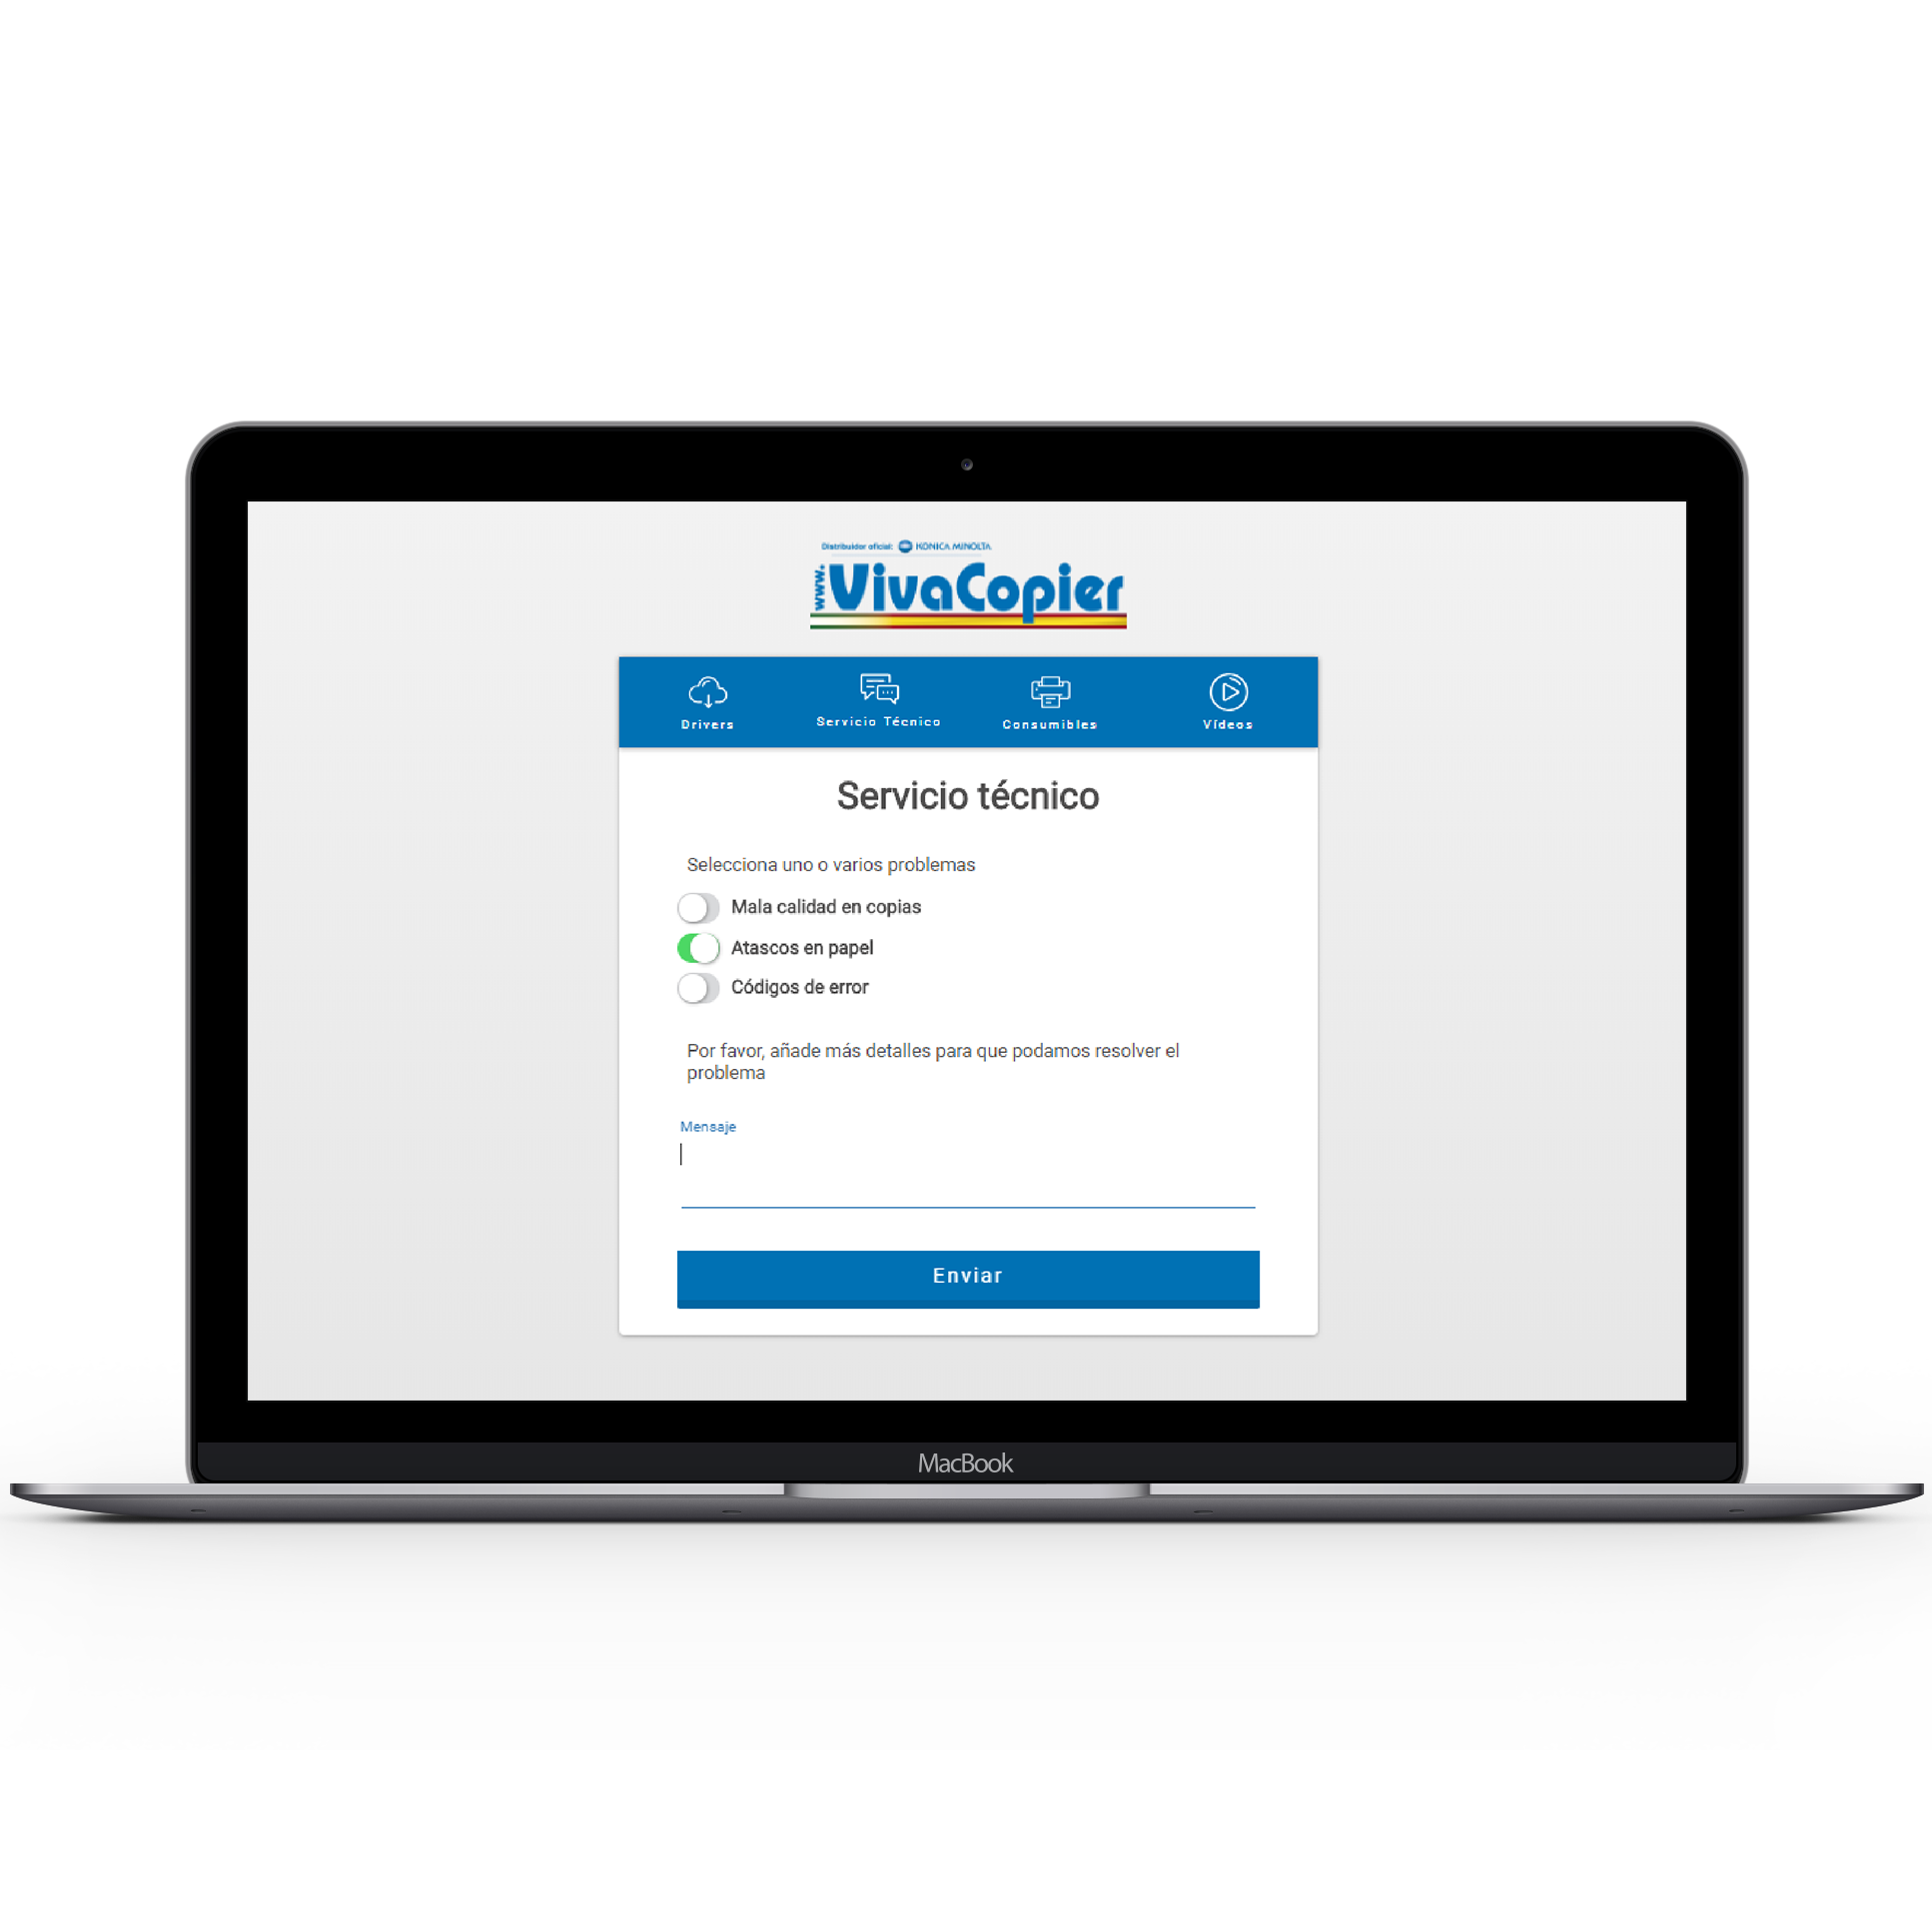 Distribuidor oficial: KONICA MINOLTA
www.VivaCopier
Drivers
Servicio Técnico
Consumibles
Vídeos
Servicio técnico
Selecciona uno o varios problemas
Mala calidad en copias
Atascos en papel
Códigos de error
Por favor, añade más detalles para que podamos resolver el
problema
Mensaje
Enviar
MacBook